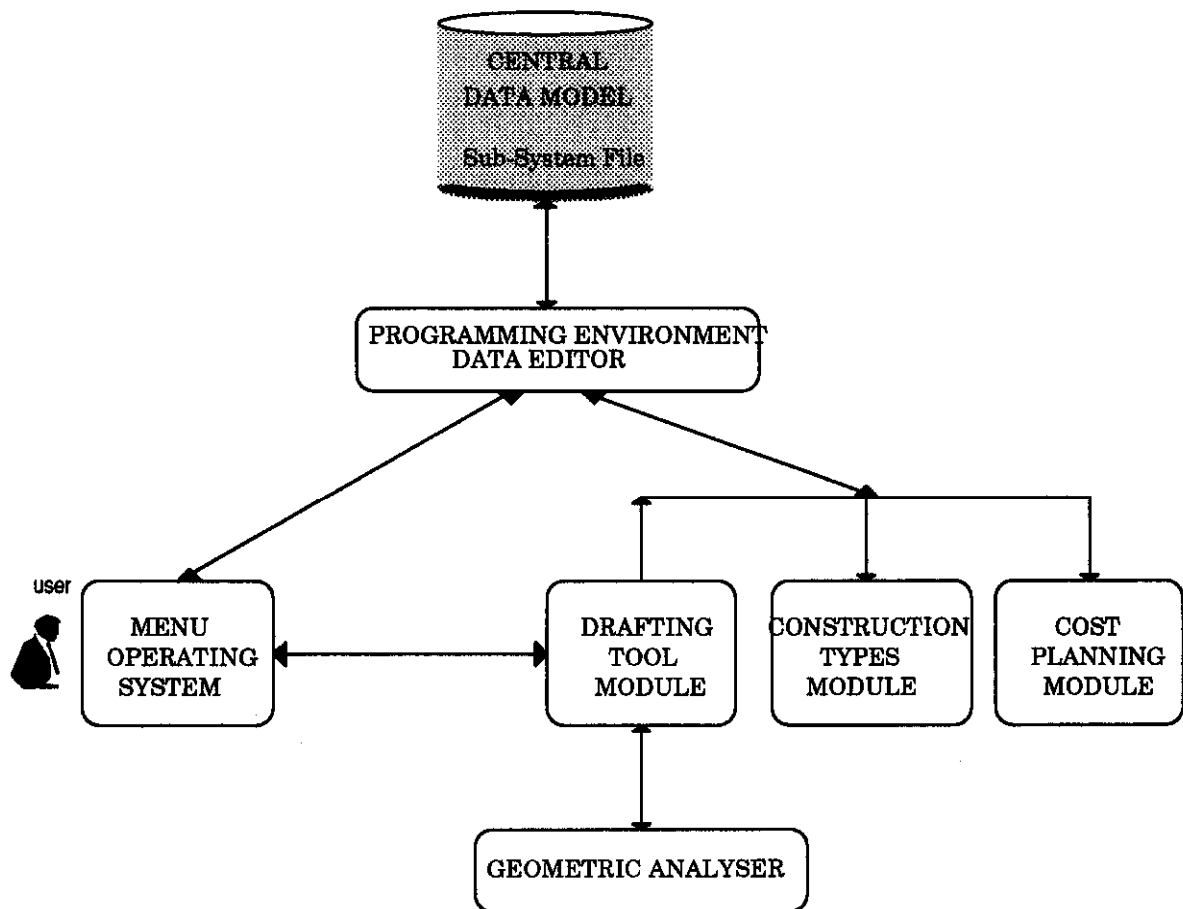 CENTRAL
DATA MODEL
Sub-System File
PROGRAMMING ENVIRONMENT
DATA EDITOR
user
MENU
OPERATING
SYSTEM
DRAFTING
TOOL
MODULE
CONSTRUCTION
TYPES
MODULE
COST
PLANNING
MODULE
GEOMETRIC ANALYSER